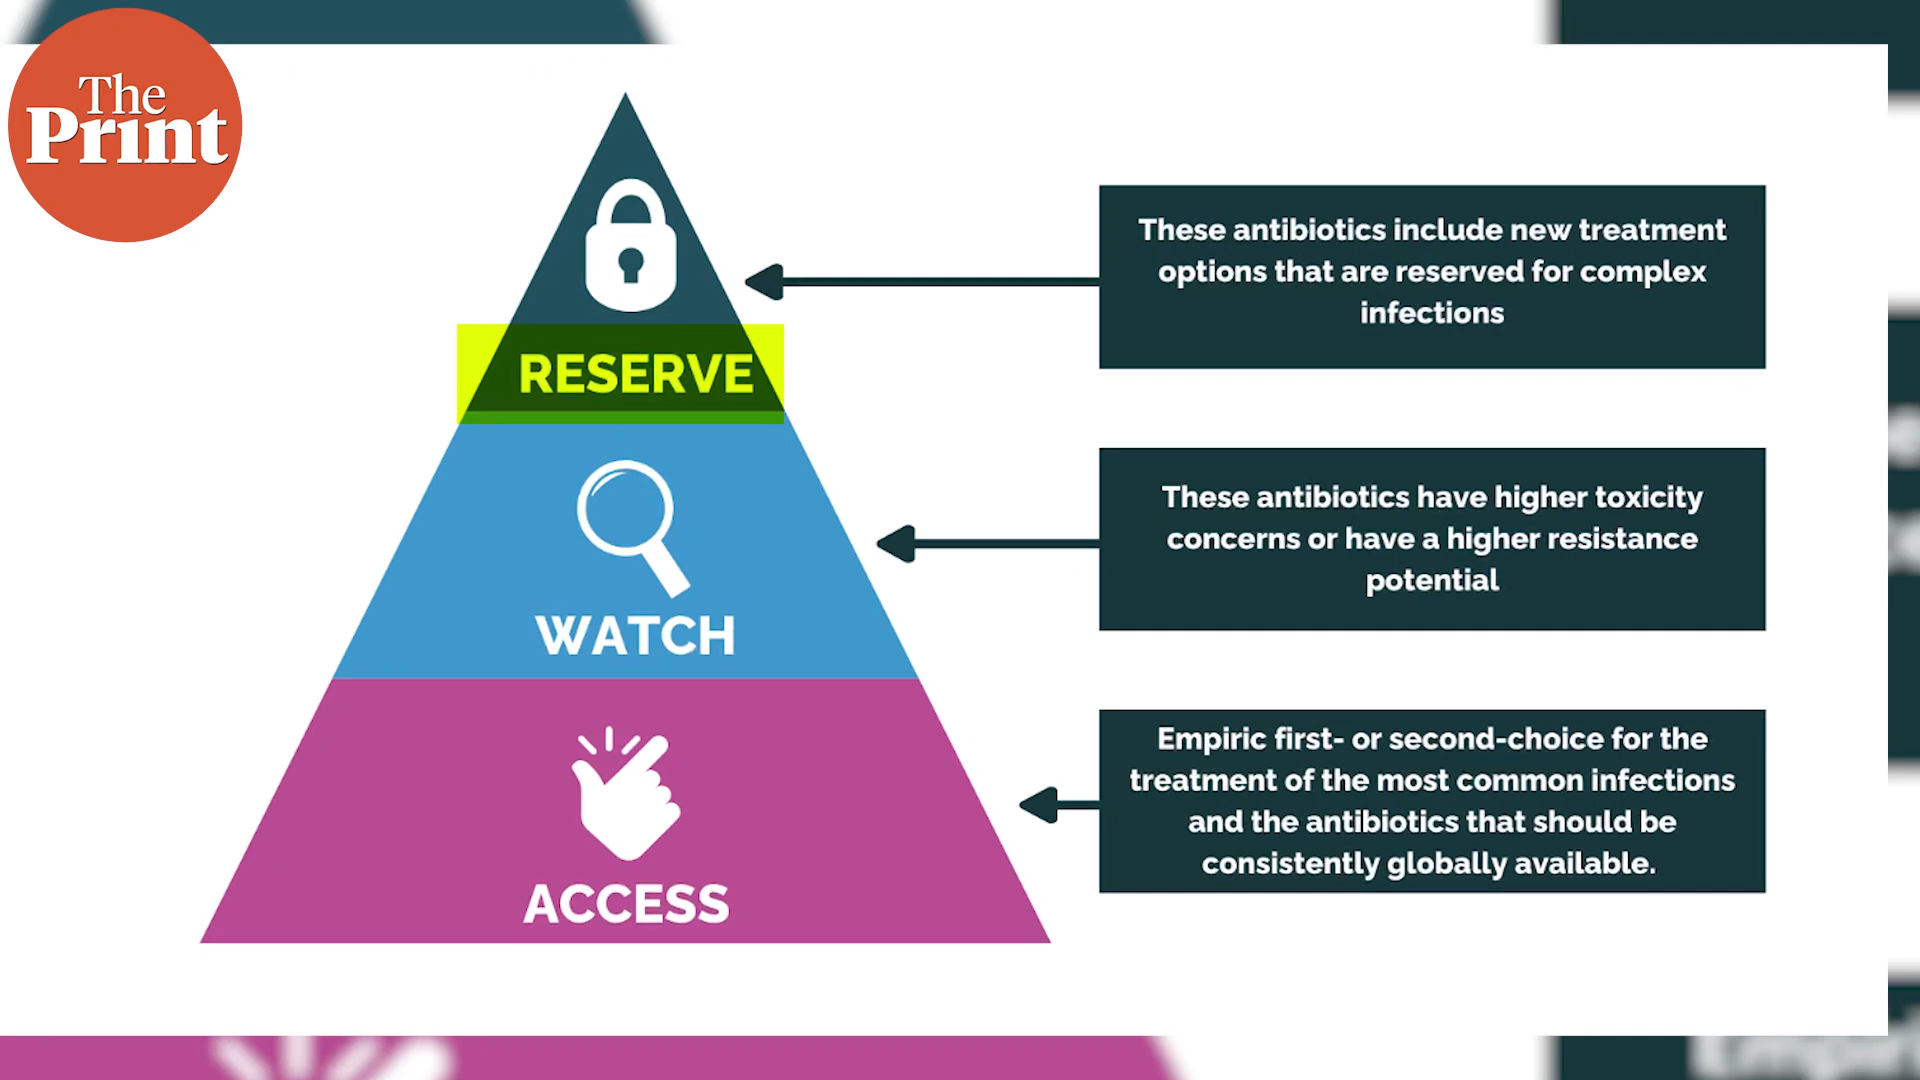 The
Print
RESERVE
These antibiotics include new treatment
options that are reserved for complex
infections
WATCH
These antibiotics have higher toxicity
concerns or have a higher resistance
potential
ACCESS
Empiric first- or second-choice for the
treatment of the most common infections
and the antibiotics that should be
consistently globally available.